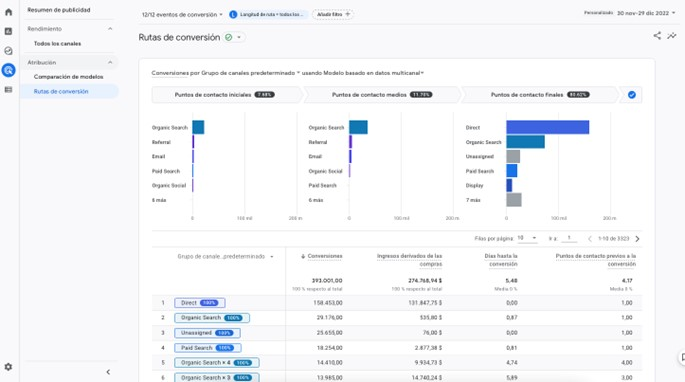 Resumen de publicidad
Rendimiento
Todos los canales
Atribución
Comparación de modelos
Rutas de conversión
12/12 eventos de conversión
L Longitud de ruta = todos los...
Añadir filtro +
Personalizado 30 nov-29 dic 2022
Rutas de conversión
Conversiones por Grupo de canales predeterminado usando Modelo basado en datos multicanal
Puntos de contacto iniciales 7.68%
Puntos de contacto medios 11.70%
Puntos de contacto finales 80.62%
Organic Search
Referral
Email
Paid Search
Organic Social
8 más
0 100 mil 200 m
Organic Search
Referral
Email
Organic Social
Paid Search
6 más
0 100 mil 200 m
Direct
Organic Search
Unassigned
Paid Search
Display
7 más
0 100 mil 200 m
Filas por página: 10 Ir a: 1 1-10 de
Grupo de canale...predeterminado
Conversiones
Ingresos derivados de las compras
Días hasta la conversión
Puntos de contacto previos a la conversión
393.001,00 274.768,94 $ 5,48 4,17
100 % respecto al total 100 % respecto al total Media 0 % Media 0 %
1 Direct 100% 158.453,00 131.847,75 $ 0,00 1,00
2 Organic Search 100% 29.176,00 535,80 $ 0,87 1,00
3 Unassigned 100% 25.655,00 76,00 $ 0,00 1,00
4 Paid Search 100% 18.254,00 2.877,38 $ 0,81 1,00
5 Organic Search × 4 100% 14.410,00 9.934,73 $ 4,74 4,00
6 Organic Search × 3 100% 13.985,00 14.740,24 $ 5,89 3,00